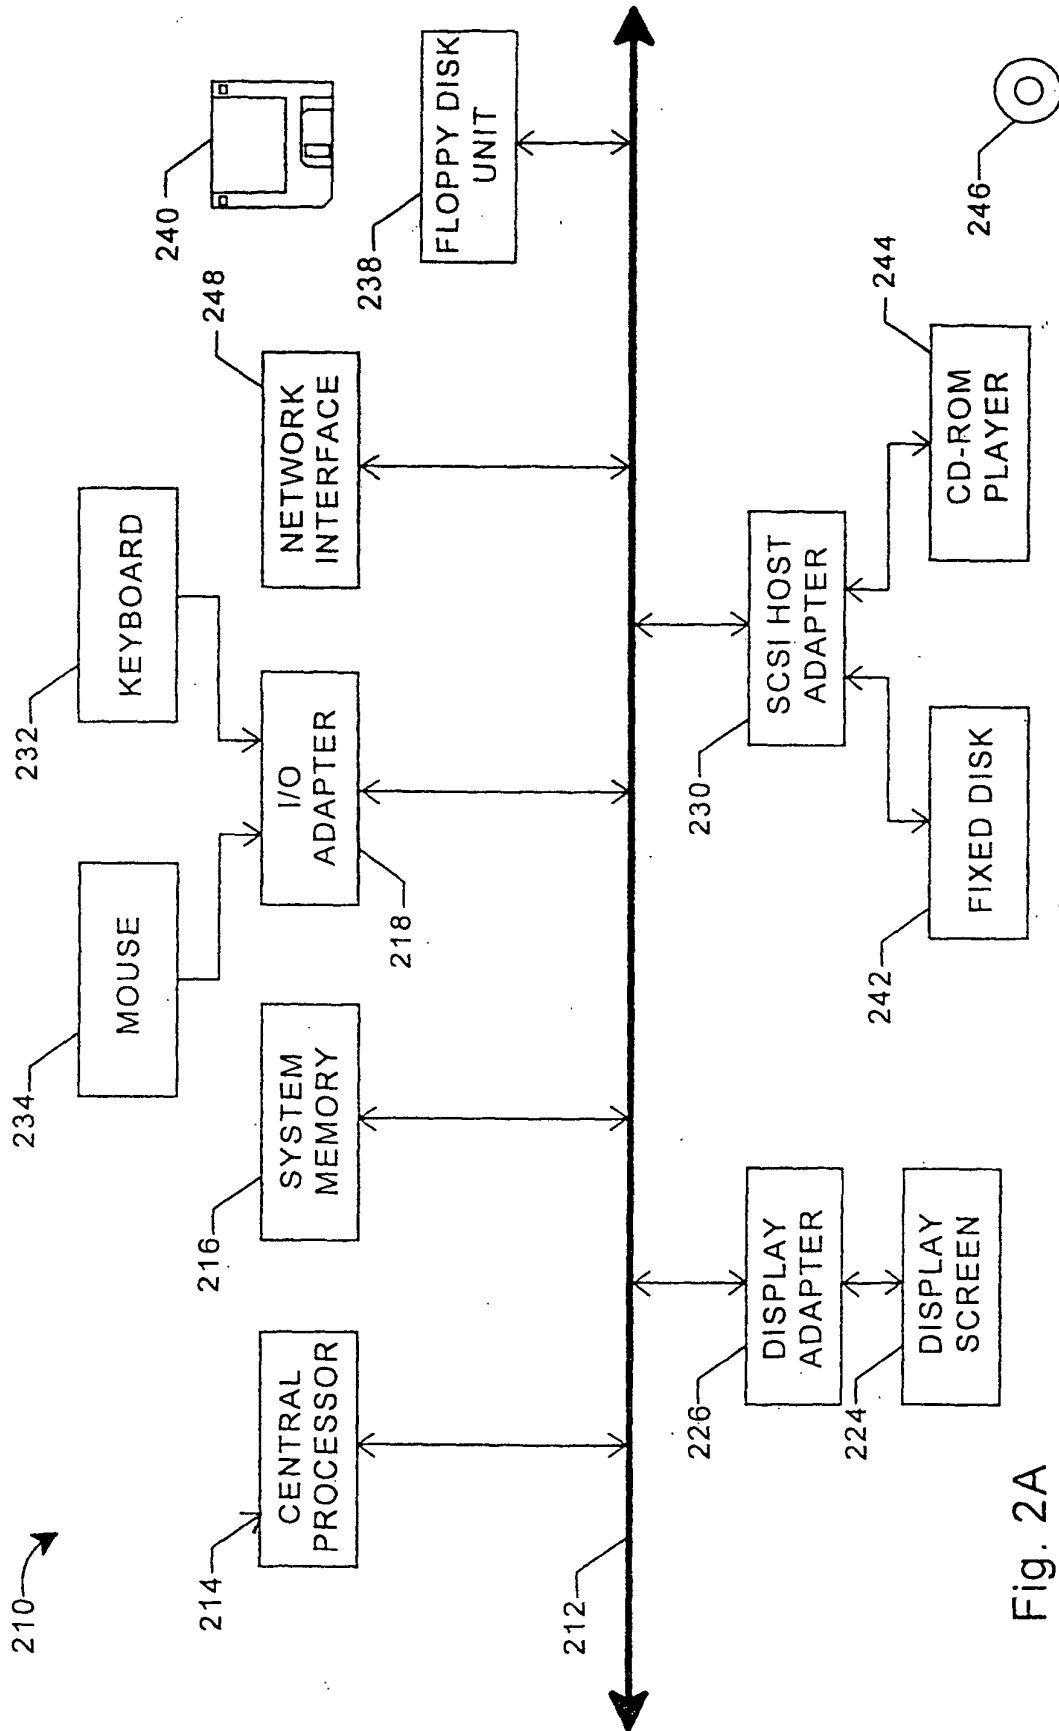 210
234
MOUSE
232
KEYBOARD
240
248
214
CENTRAL
PROCESSOR
216
SYSTEM
MEMORY
I/O
ADAPTER
218
NETWORK
INTERFACE
238
FLOPPY DISK
UNIT
212
226
DISPLAY
ADAPTER
230
SCSI HOST
ADAPTER
224
DISPLAY
SCREEN
242
FIXED DISK
244
CD-ROM
PLAYER
246
Fig. 2A